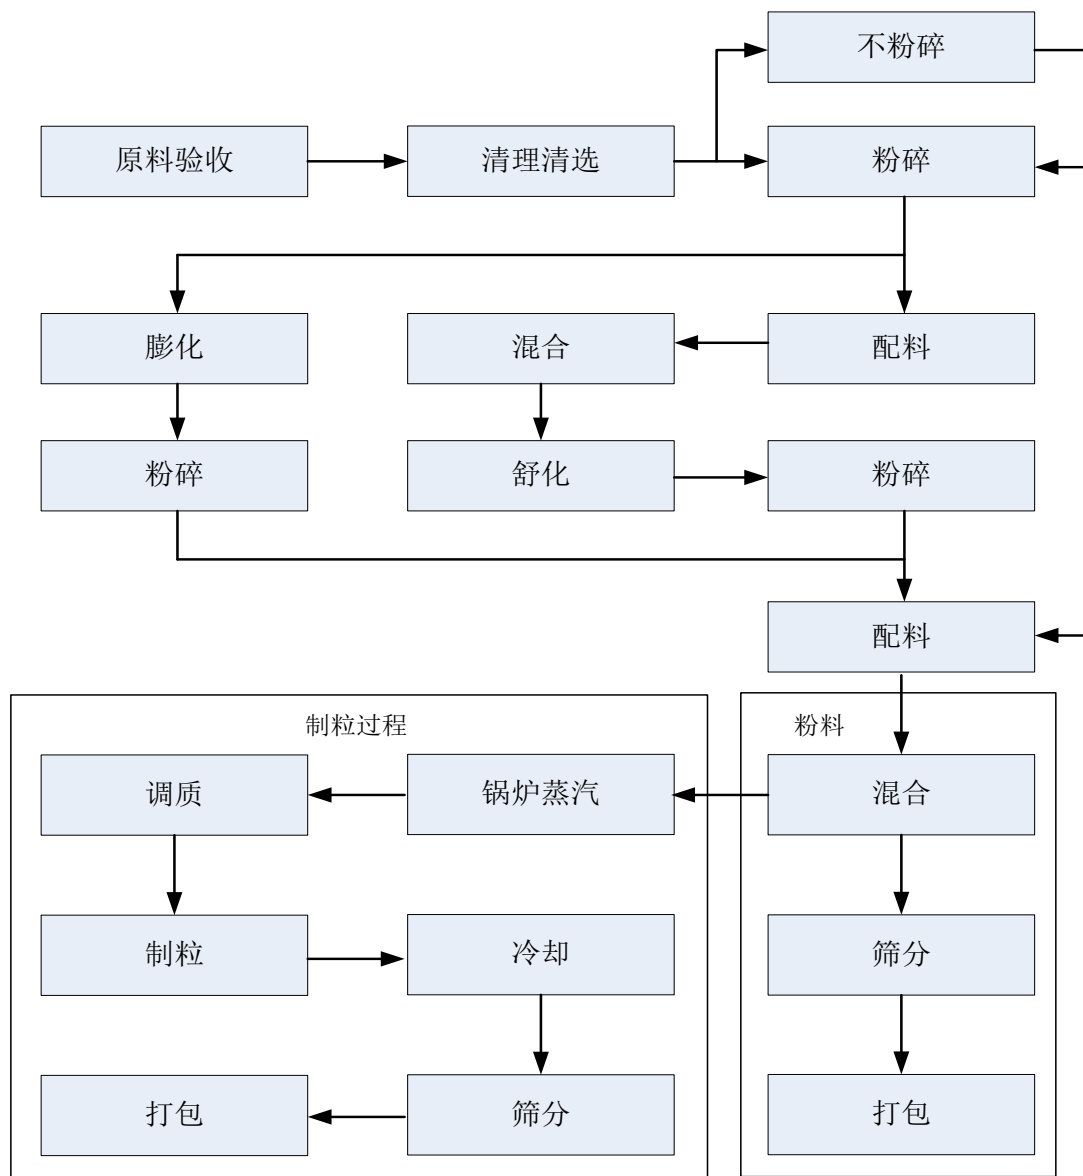 不粉碎
原料验收
清理清选
粉碎
膨化
混合
配料
粉碎
舒化
粉碎
配料
制粒过程
粉料
调质
锅炉蒸汽
混合
制粒
冷却
筛分
打包
筛分
打包